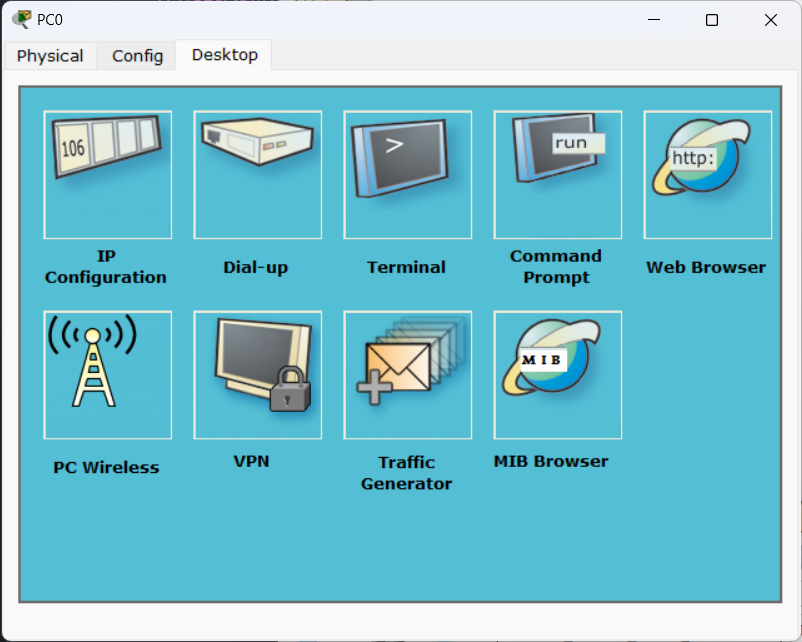 PC0
Physical Config Desktop
106
>
run
http:
IP
Configuration
Dial-up
Terminal
Command
Prompt
Web Browser
M I B
PC Wireless
VPN
Traffic
Generator
MIB Browser